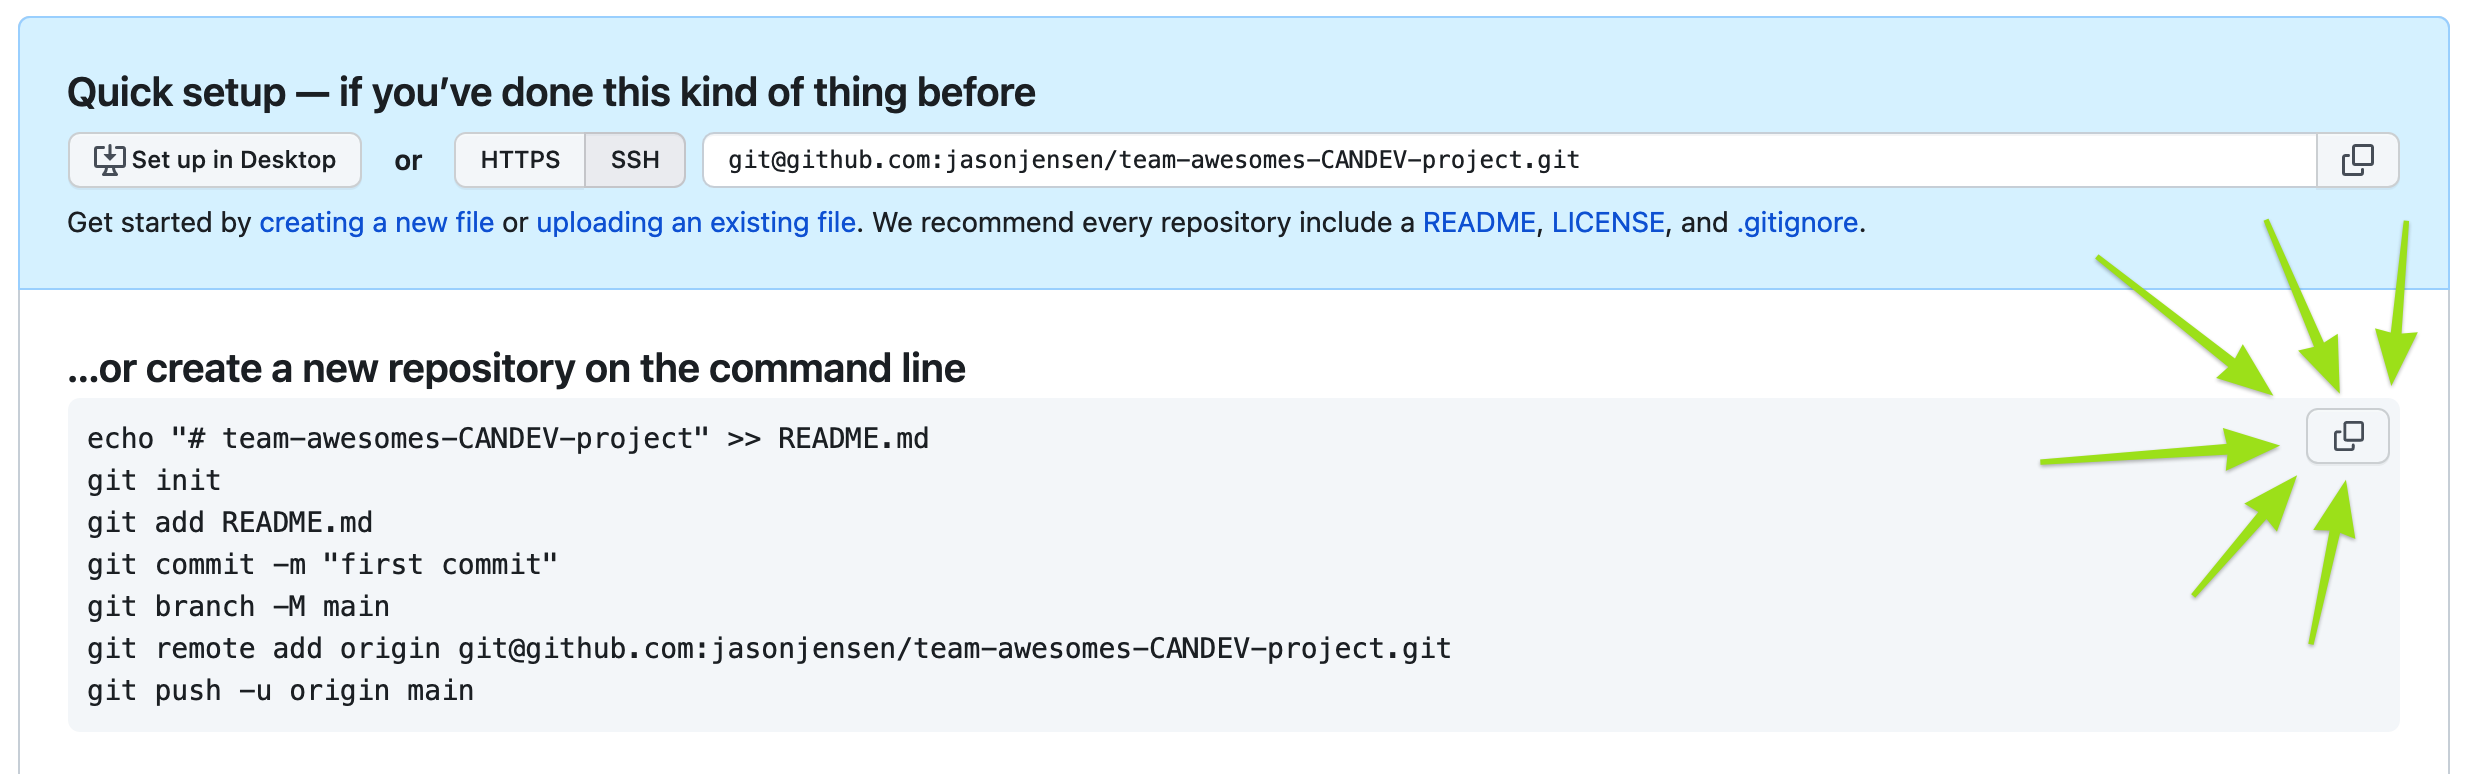 Quick setup — if you’ve done this kind of thing before
Set up in Desktop or HTTPS SSH git@github.com:jasonjensen/team-awesomes-CANDEV-project.git
Get started by creating a new file or uploading an existing file. We recommend every repository include a README, LICENSE, and .gitignore.
…or create a new repository on the command line
echo "# team-awesomes-CANDEV-project" >> README.md
git init
git add README.md
git commit -m "first commit"
git branch -M main
git remote add origin git@github.com:jasonjensen/team-awesomes-CANDEV-project.git
git push -u origin main